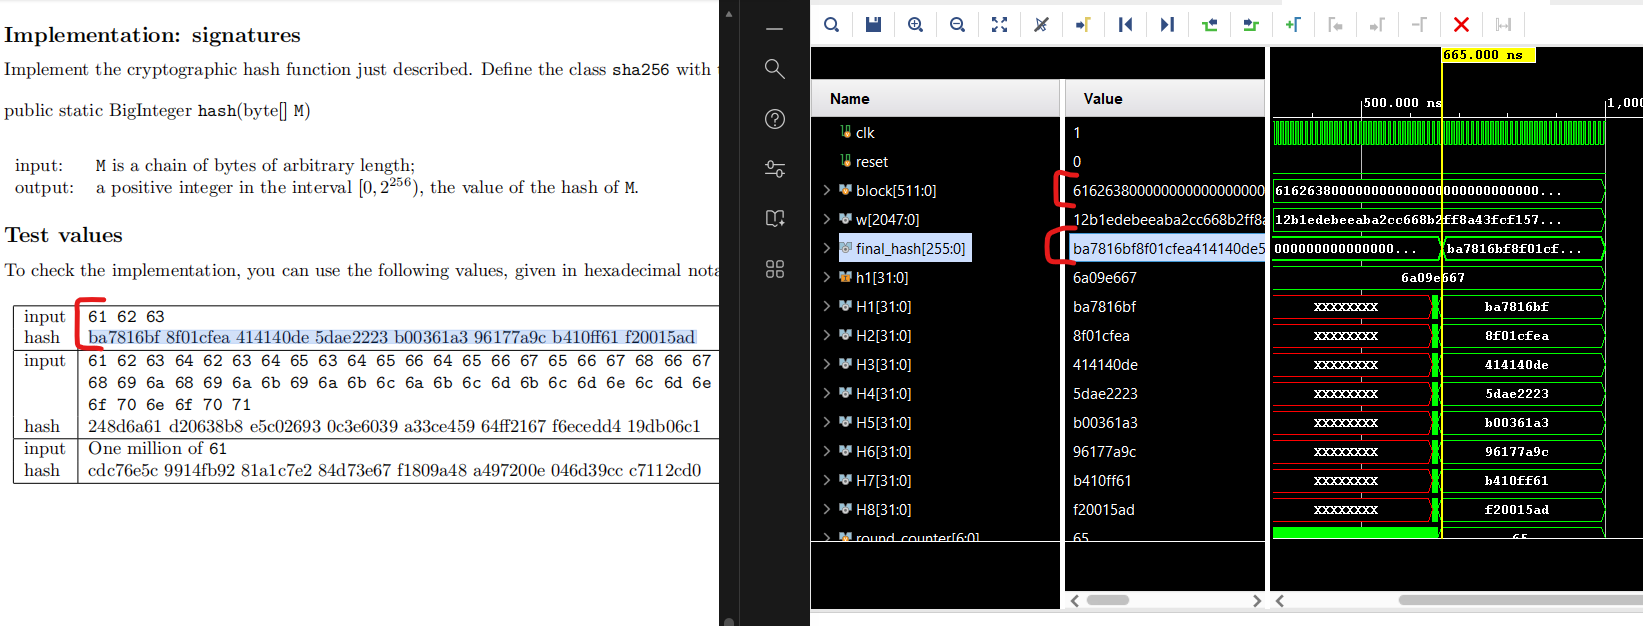 Implementation: signatures
Implement the cryptographic hash function just described. Define the class sha256 with
public static BigInteger hash(byte[] M)
input: M is a chain of bytes of arbitrary length;
output: a positive integer in the interval [0, 2^256), the value of the hash of M.
Test values
To check the implementation, you can use the following values, given in hexadecimal nota
input 61 62 63
hash ba7816bf 8f01cfea 414140de 5dae2223 b00361a3 96177a9c b410ff61 f20015ad
input 61 62 63 64 62 63 64 65 63 64 65 66 64 65 66 67 65 66 67 68 66 67
68 69 6a 68 69 6a 6b 69 6a 6b 6c 6a 6b 6c 6d 6b 6c 6d 6e 6c 6d 6e
6f 70 6e 6f 70 71
hash 248d6a61 d20638b8 e5c02693 0c3e6039 a33ce459 64ff2167 f6ecedd4 19db06c1
input One million of 61
hash cdc76e5c 9914fb92 81a1c7e2 84d73e67 f1809a48 a497200e 046d39cc c7112cd0
665.000 ns
500.000 ns 1,00
Name Value
clk 1
reset 0
block[511:0] 61626380000000000000000 61626380000000000000000000000000...
w[2047:0] 12b1edebeeaba2cc668b2ff8a 12b1edebeeaba2cc668b2ff8a43fcf157...
final_hash[255:0] ba7816bf8f01cfea414140de5 000000000000000... ba7816bf8f01cf...
h1[31:0] 6a09e667 6a09e667
H1[31:0] ba7816bf XXXXXXXX ba7816bf
H2[31:0] 8f01cfea XXXXXXXX 8f01cfea
H3[31:0] 414140de XXXXXXXX 414140de
H4[31:0] 5dae2223 XXXXXXXX 5dae2223
H5[31:0] b00361a3 XXXXXXXX b00361a3
H6[31:0] 96177a9c XXXXXXXX 96177a9c
H7[31:0] b410ff61 XXXXXXXX b410ff61
H8[31:0] f20015ad XXXXXXXX f20015ad
round_counter[6:0] 65 65